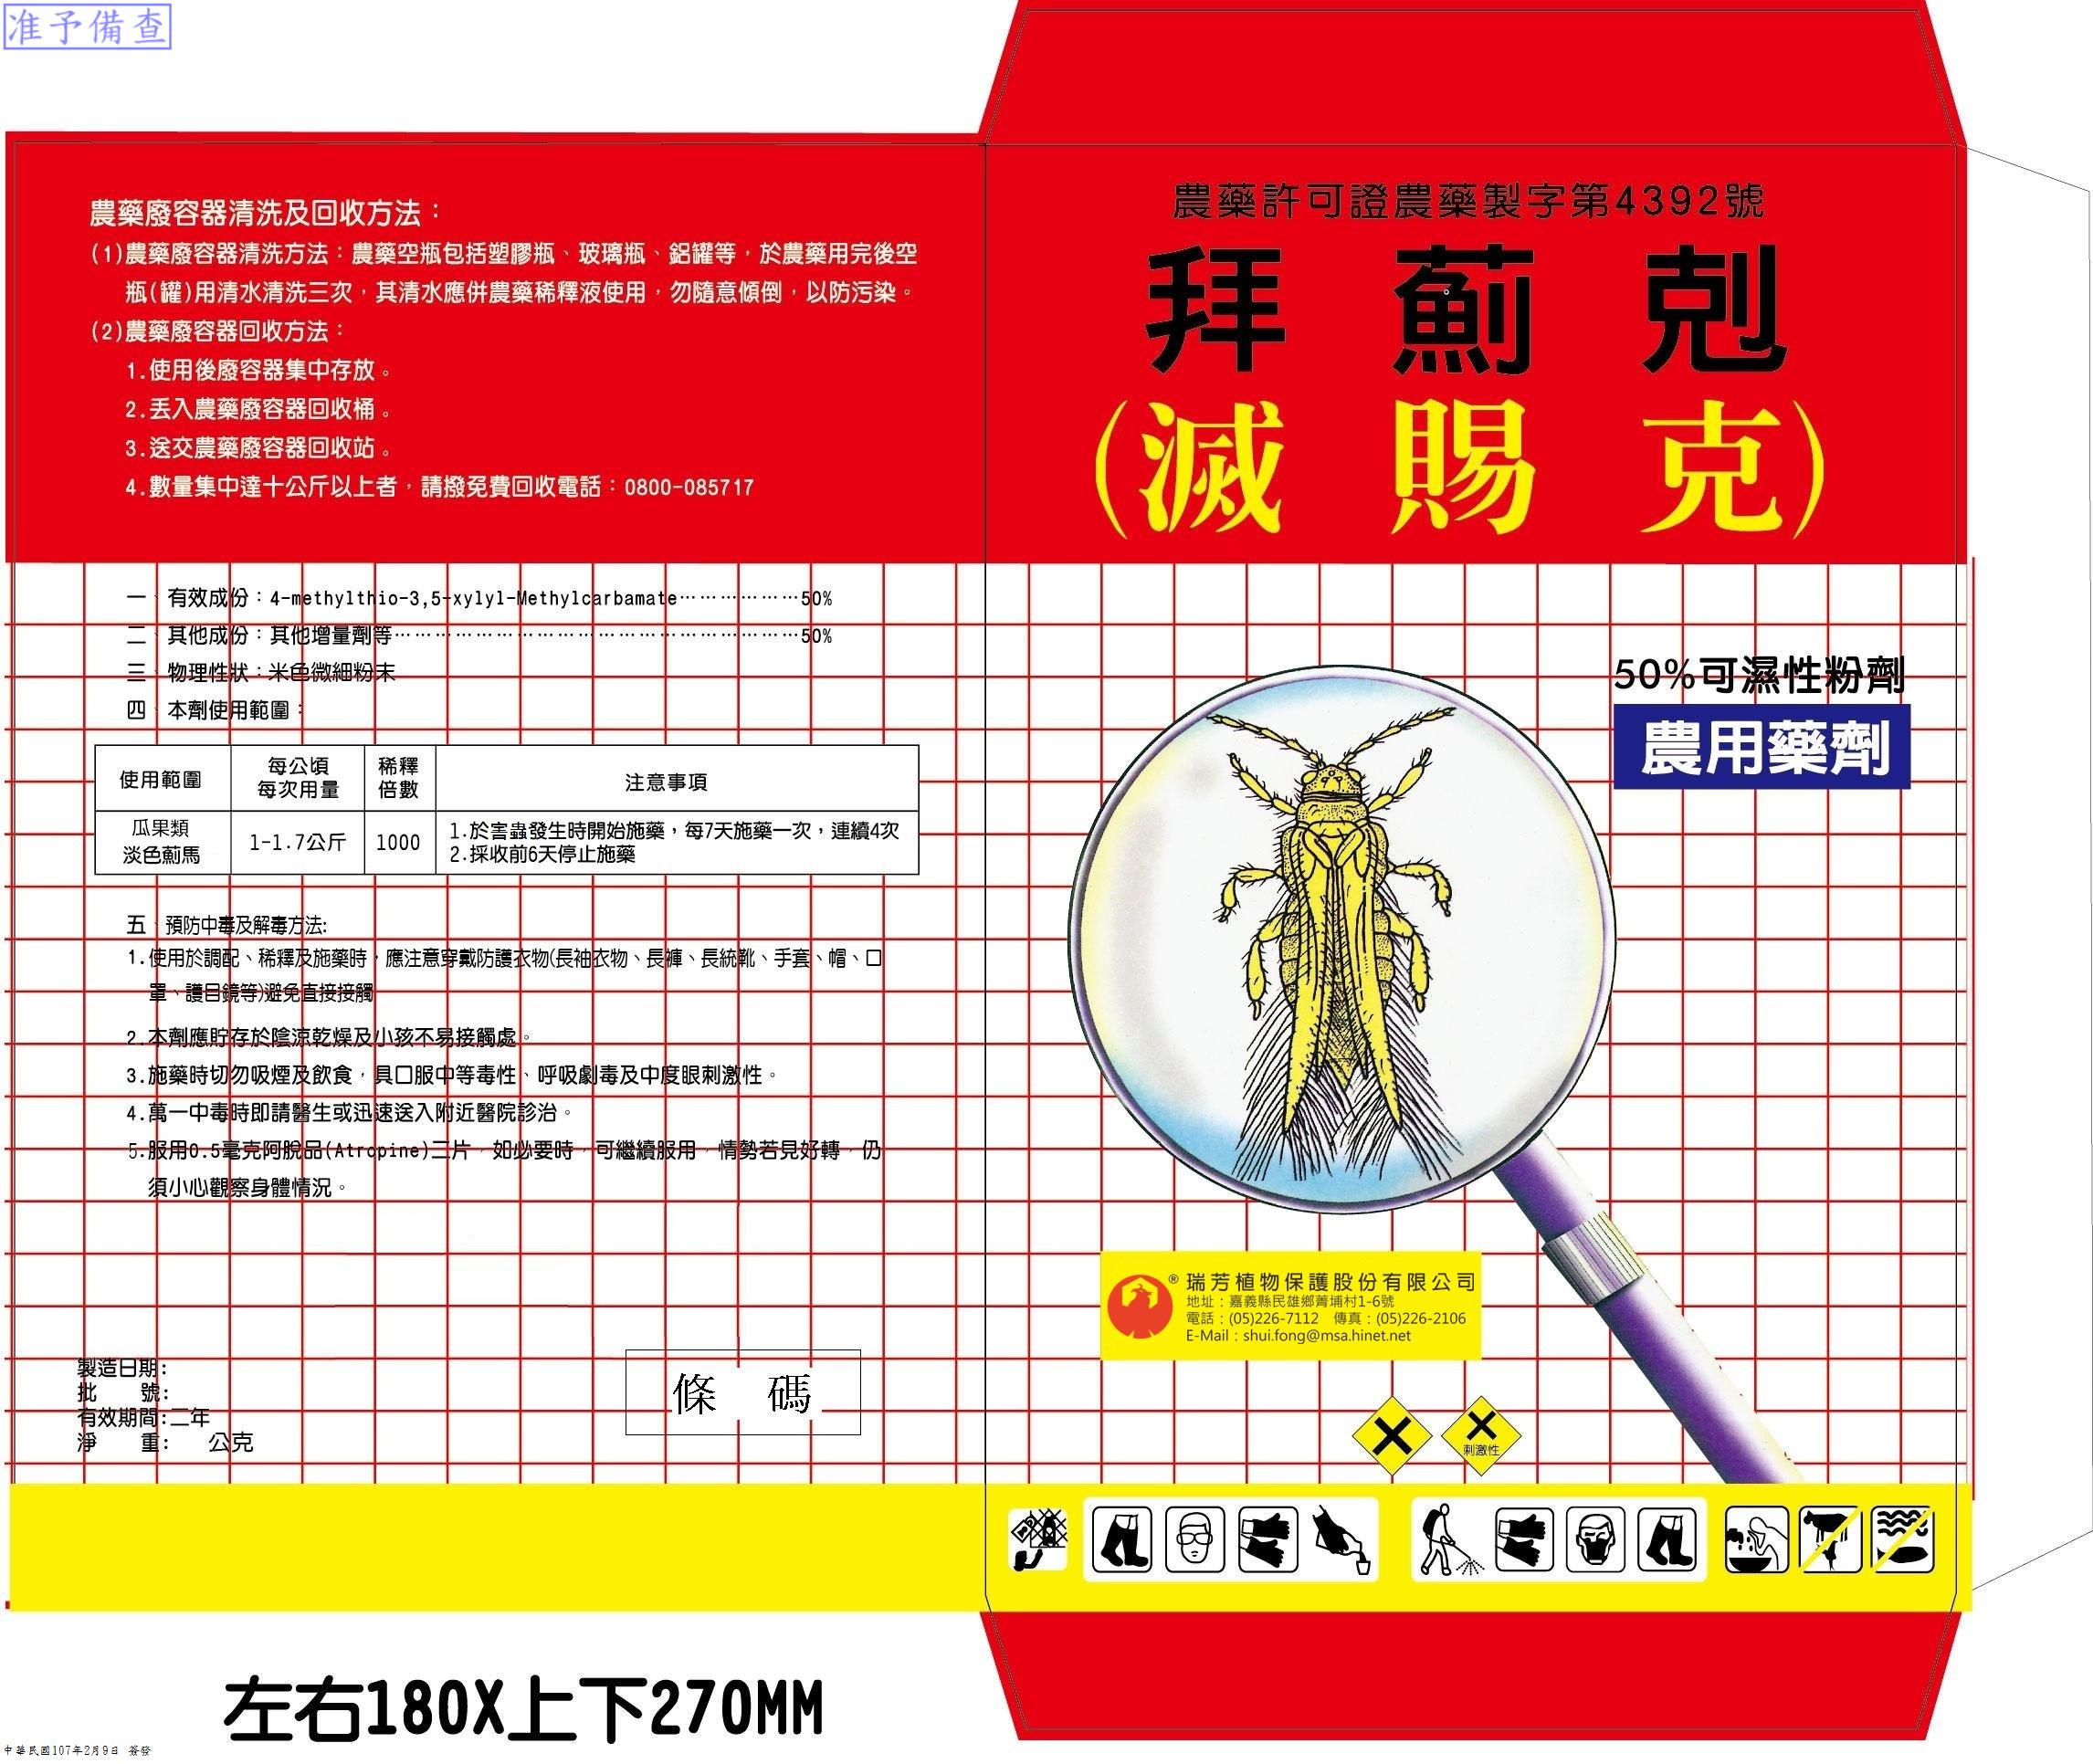 准予備查
農藥廢容器清洗及回收方法：
(1)農藥廢容器清洗方法：農藥空瓶包括塑膠瓶、玻璃瓶、鋁罐等，於農藥用完後空
瓶(罐)用清水清洗三次，其清水應併農藥稀釋液使用，勿隨意傾倒，以防污染。
(2)農藥廢容器回收方法：
1.使用後廢容器集中存放。
2.丟入農藥廢容器回收桶。
3.送交農藥廢容器回收站。
4.數量集中達十公斤以上者，請撥免費回收電話：0800-085717
一、有效成份：4-methylthio-3,5-xylyl-Methylcarbamate………………50%
二、其他成份：其他增量劑等……………………………………………………50%
三、物理性狀：米色微細粉末
四、本劑使用範圍：
使用範圍 每公頃每次用量 稀釋倍數 注意事項
瓜果類 淡色薊馬 1-1.7公斤 1000 1.於害蟲發生時開始施藥，每7天施藥一次，連續4次
2.採收前6天停止施藥
五、預防中毒及解毒方法:
1.使用於調配、稀釋及施藥時，應注意穿戴防護衣物(長袖衣物、長褲、長統靴、手套、帽、口
罩、護目鏡等)避免直接接觸
2.本劑應貯存於陰涼乾燥及小孩不易接觸處。
3.施藥時切勿吸煙及飲食，具口服中等毒性、呼吸劇毒及中度眼刺激性。
4.萬一中毒時即請醫生或迅速送入附近醫院診治。
5.服用0.5毫克阿脫品(Atropine)三片，如必要時，可繼續服用，情勢若見好轉，仍
須小心觀察身體情況。
製造日期:
批　　號:
有效期間:二年
淨　　重:　公克
條　碼
農藥許可證農藥製字第4392號
拜薊剋
(滅賜克)
50%可濕性粉劑
農用藥劑
® 瑞芳植物保護股份有限公司
地址：嘉義縣民雄鄉菁埔村1-6號
電話：(05)226-7112　傳真：(05)226-2106
E-Mail：shui.fong@msa.hinet.net
刺激性
左右180X上下270MM
中華民國107年2月9日 簽發